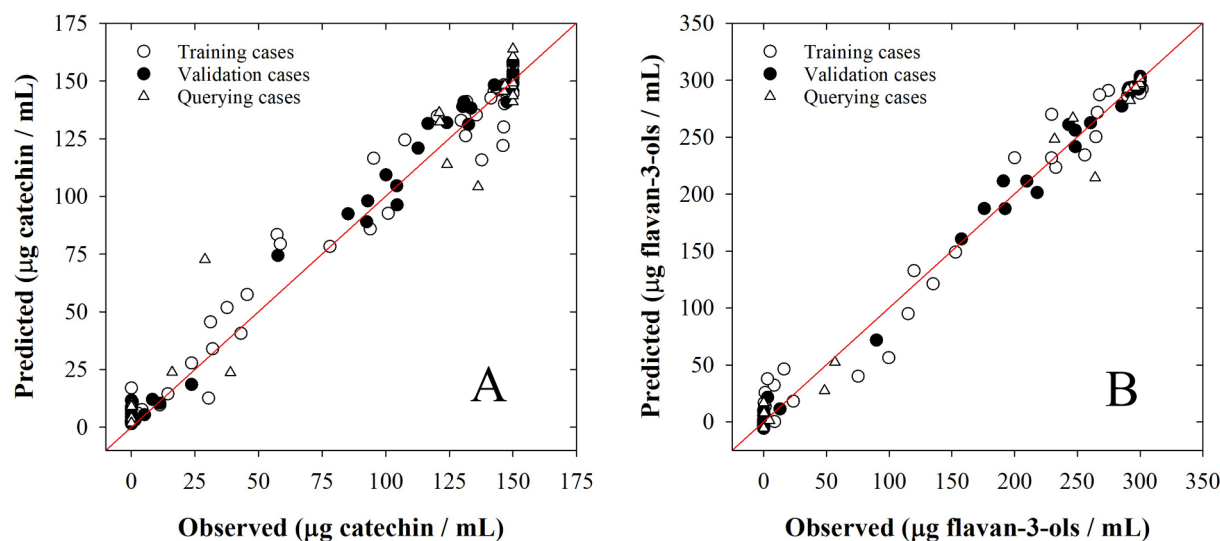 175
150
125
100
75
50
25
0
Predicted (μg catechin / mL)
Training cases
Validation cases
Querying cases
A
0 25 50 75 100 125 150 175
Observed (μg catechin / mL)
350
300
250
200
150
100
50
0
Predicted (μg flavan-3-ols / mL)
Training cases
Validation cases
Querying cases
B
0 50 100 150 200 250 300 350
Observed (μg flavan-3-ols / mL)